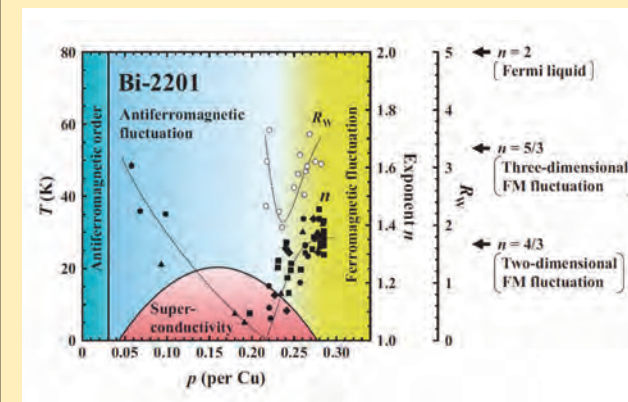 80
60
40
20
0
T (K)
Bi-2201
Antiferromagnetic
fluctuation
Antiferromagnetic order
Super-
conductivity
R_W
n
Ferromagnetic fluctuation
0.05
0.10
0.15
0.20
0.25
0.30
p (per Cu)
2.0
1.8
1.6
1.4
1.2
1.0
Exponent n
5
4
3
2
1
0
R_W
n = 2
[Fermi liquid]
n = 5/3
[Three-dimensional
FM fluctuation]
n = 4/3
[Two-dimensional
FM fluctuation]